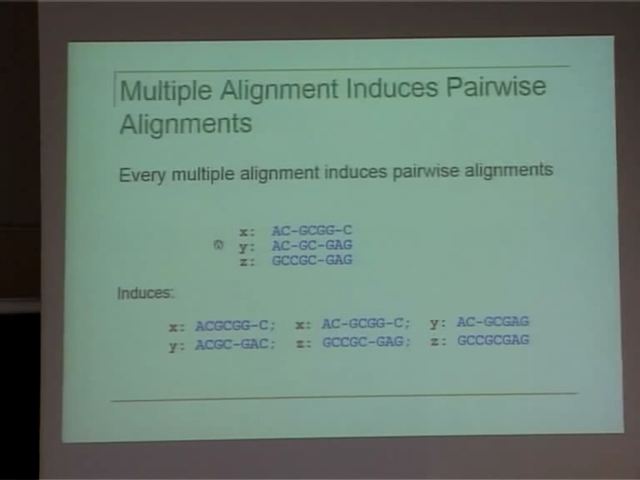 Multiple Alignment Induces Pairwise
Alignments
Every multiple alignment induces pairwise alignments
x: AC-GCGG-C
y: AC-GC-GAG
z: GCCGC-GAG
Induces:
x: ACGCGG-C; x: AC-GCGG-C; y: AC-GCGAG
y: ACGC-GAC; z: GCCGC-GAG; z: GCCGCGAG